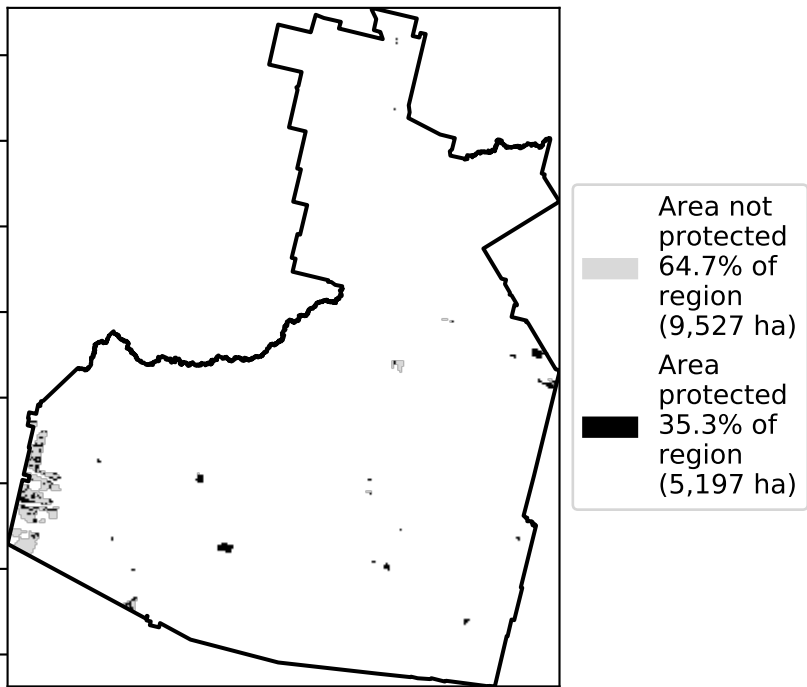 Area not
protected
64.7% of
region
(9,527 ha)
Area
protected
35.3% of
region
(5,197 ha)